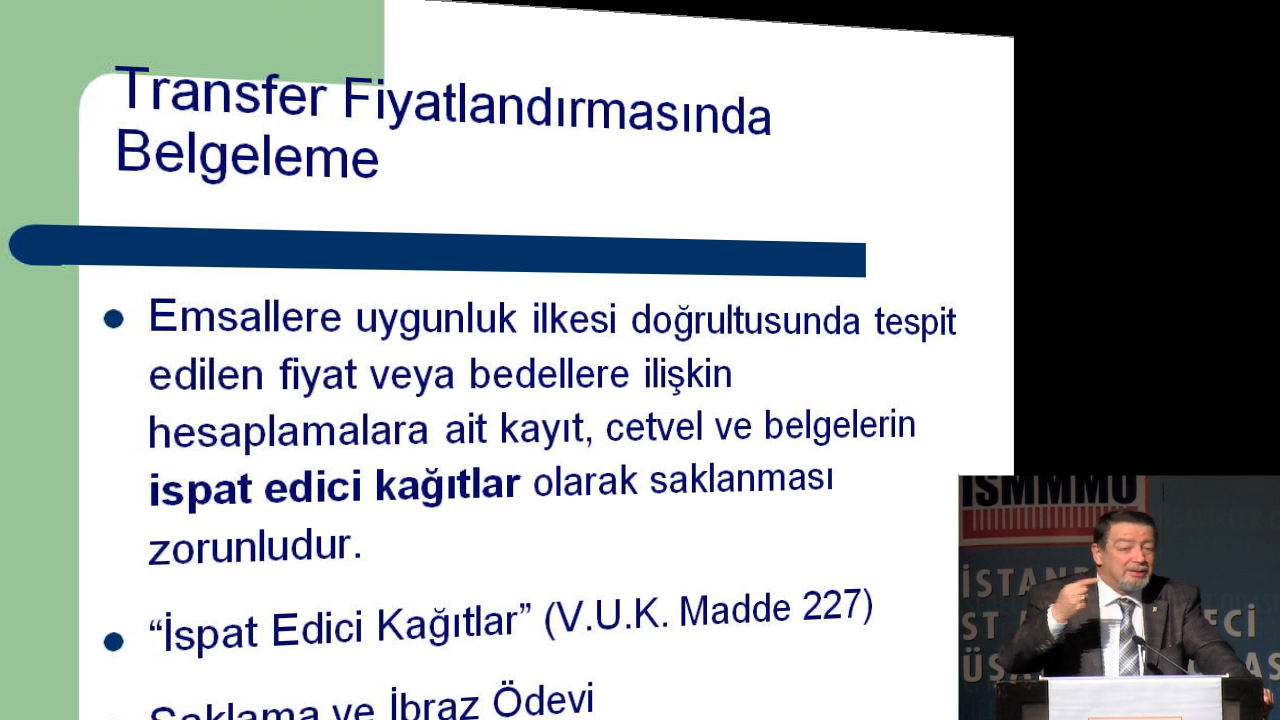 Transfer Fiyatlandırmasında
Belgeleme
Emsallere uygunluk ilkesi doğrultusunda tespit
edilen fiyat veya bedellere ilişkin
hesaplamalara ait kayıt, cetvel ve belgelerin
ispat edici kağıtlar olarak saklanması
zorunludur.
“İspat Edici Kağıtlar” (V.U.K. Madde 227)
Saklama ve İbraz Ödevi
İSMMMO